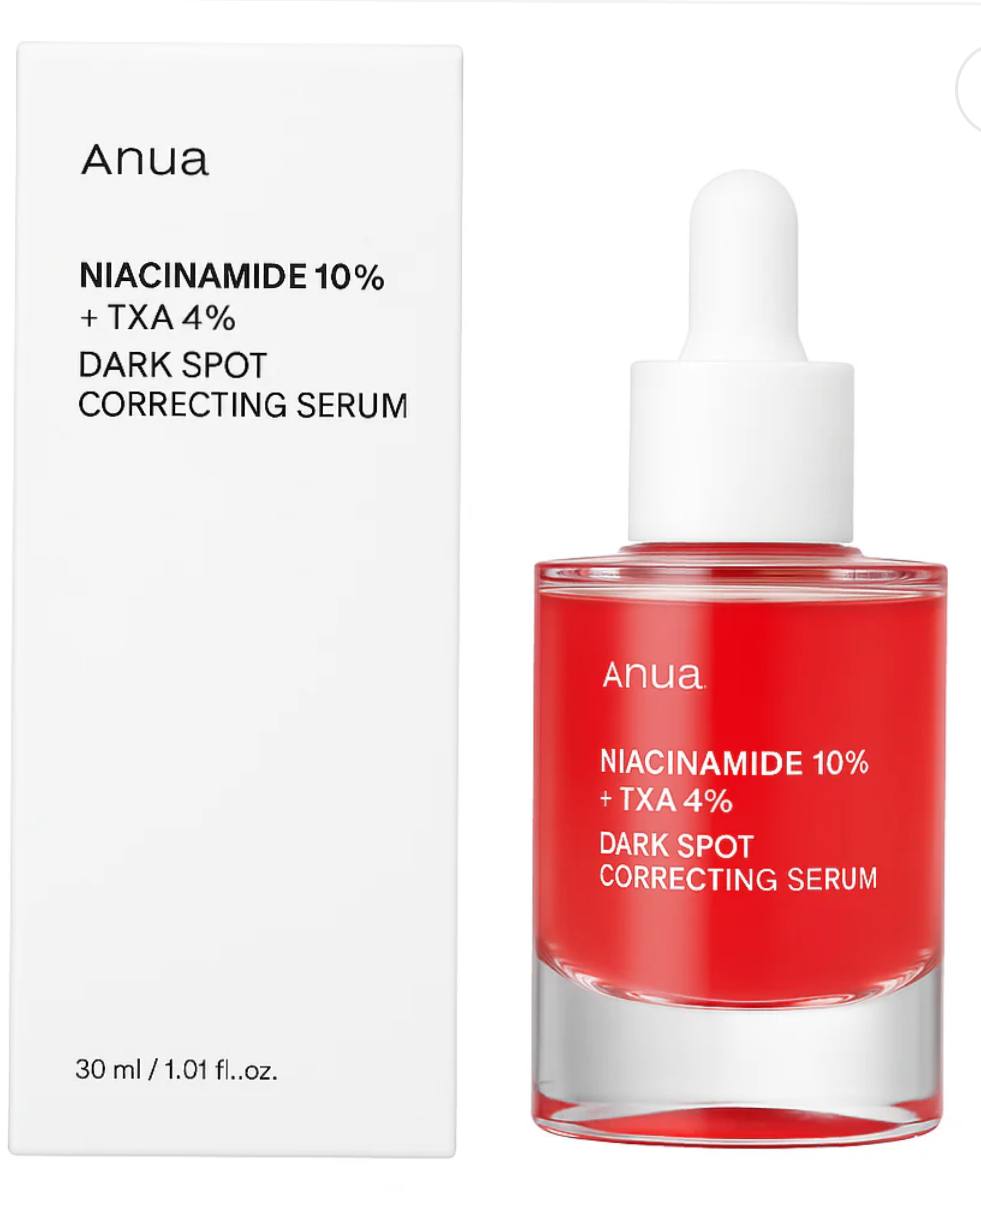 Anua
NIACINAMIDE 10%
+ TXA 4%
DARK SPOT
CORRECTING SERUM
30 ml / 1.01 fl..oz.
Anua.
NIACINAMIDE 10%
+ TXA 4%
DARK SPOT
CORRECTING SERUM